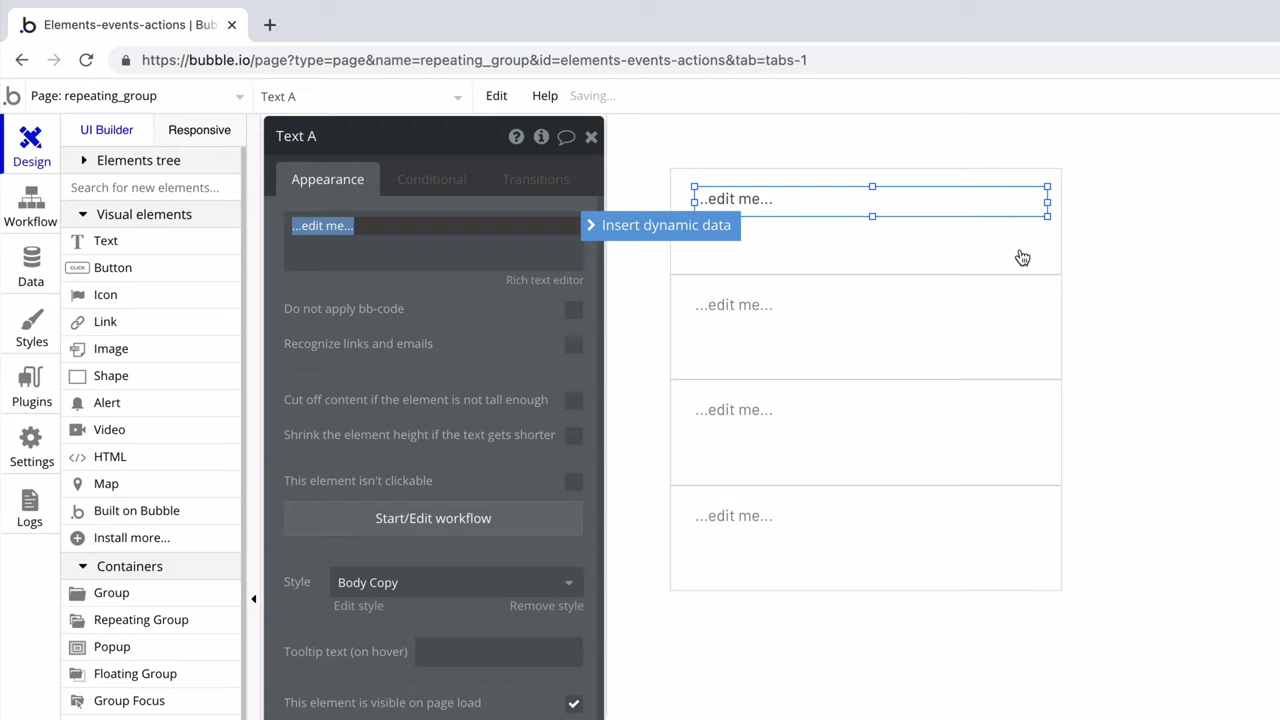 Elements-events-actions | Bub
https://bubble.io/page?type=page&name=repeating_group&id=elements-events-actions&tab=tabs-1
Page: repeating_group
Text A
Edit
Help
Saving...
Design
Workflow
Data
Styles
Plugins
Settings
Logs
UI Builder
Responsive
Elements tree
Search for new elements...
Visual elements
Text
CLICK Button
Icon
Link
Image
Shape
Alert
Video
HTML
Map
Built on Bubble
Install more...
Containers
Group
Repeating Group
Popup
Floating Group
Group Focus
Text A
Appearance
Conditional
Transitions
...edit me...
Insert dynamic data
Rich text editor
Do not apply bb-code
Recognize links and emails
Cut off content if the element is not tall enough
Shrink the element height if the text gets shorter
This element isn't clickable
Start/Edit workflow
Style
Body Copy
Edit style
Remove style
Tooltip text (on hover)
This element is visible on page load
...edit me...
...edit me...
...edit me...
...edit me...